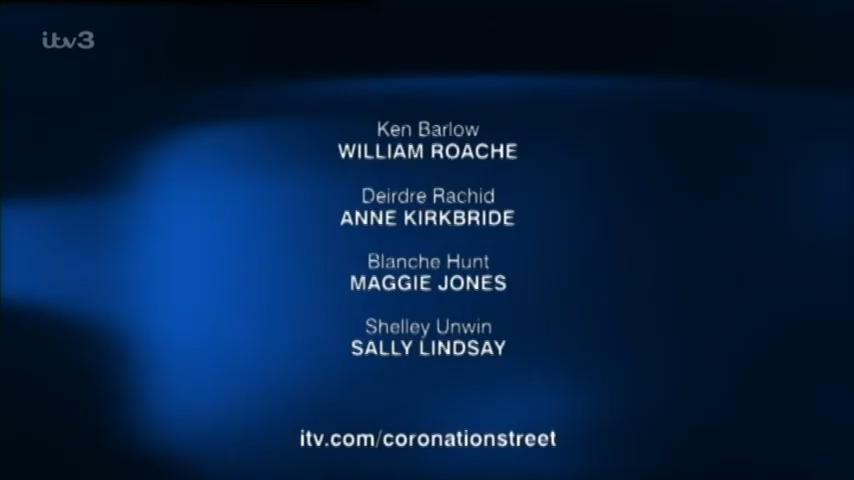 itv3
Ken Barlow
WILLIAM ROACHE
Deirdre Rachid
ANNE KIRKBRIDE
Blanche Hunt
MAGGIE JONES
Shelley Unwin
SALLY LINDSAY
itv.com/coronationstreet